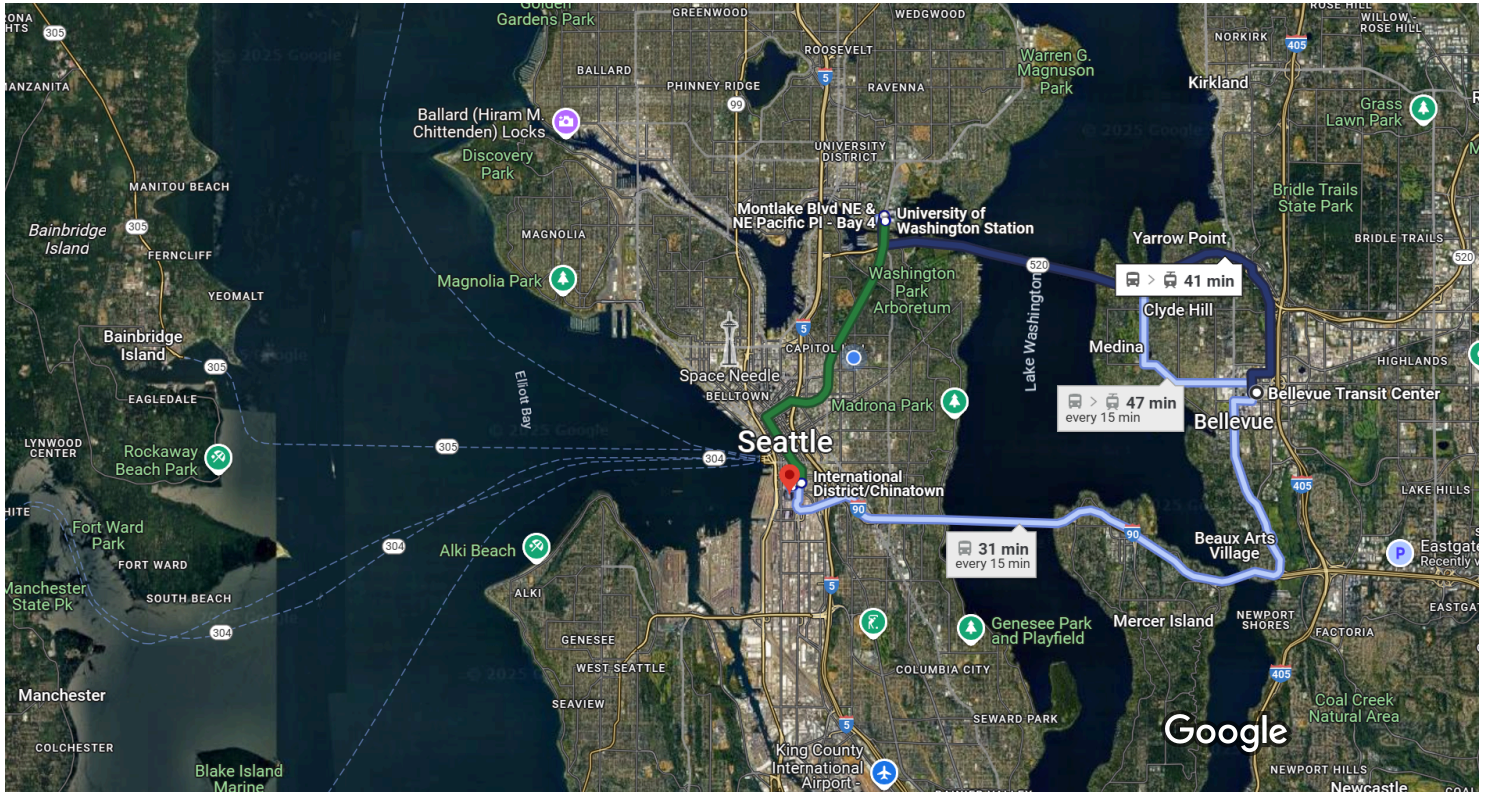 Golden
Gardens Park
GREENWOOD
WEDGWOOD
ROSE HILL
WILLOW -
ROSE HILL
305
NORKIRK
405
ROOSEVELT
BALLARD
PHINNEY RIDGE
5
RAVENNA
Warren G.
Magnuson
Park
Kirkland
MANZANITA
99
Grass
Lawn Park
Ballard (Hiram M.
Chittenden) Locks
© 2025 Google
UNIVERSITY
DISTRICT
Discovery
Park
MANITOU BEACH
Bridle Trails
State Park
305
Bainbridge
Island
MAGNOLIA
Montlake Blvd NE &
NE Pacific Pl - Bay 4
University of
Washington Station
Yarrow Point
BRIDLE TRAILS
FERNCLIFF
520
520
Magnolia Park
Washington
Park
Arboretum
41 min
YEOMALT
Clyde Hill
Lake Washington
5
Bainbridge
Island
CAPITOL
Medina
HIGHLANDS
305
Space Needle
BELLTOWN
Elliott Bay
EAGLEDALE
Madrona Park
47 min
every 15 min
Bellevue Transit Center
Bellevue
LYNWOOD
CENTER
Seattle
305
304
Rockaway
Beach Park
International
District/Chinatown
405
LAKE HILLS
90
Fort Ward
Park
304
Alki Beach
90
Beaux Arts
Village
31 min
every 15 min
P
Eastgate
Recently
FORT WARD
Manchester
State Pk
SOUTH BEACH
ALKI
5
NEWPORT
SHORES
EASTGA
304
Genesee Park
and Playfield
Mercer Island
FACTORIA
GENESEE
WEST SEATTLE
COLUMBIA CITY
405
Manchester
SEAVIEW
SEWARD PARK
Coal Creek
Natural Area
5
Google
COLCHESTER
King County
International
Airport -
Blake Island
Marine
NEWPORT HILLS
Newcastle